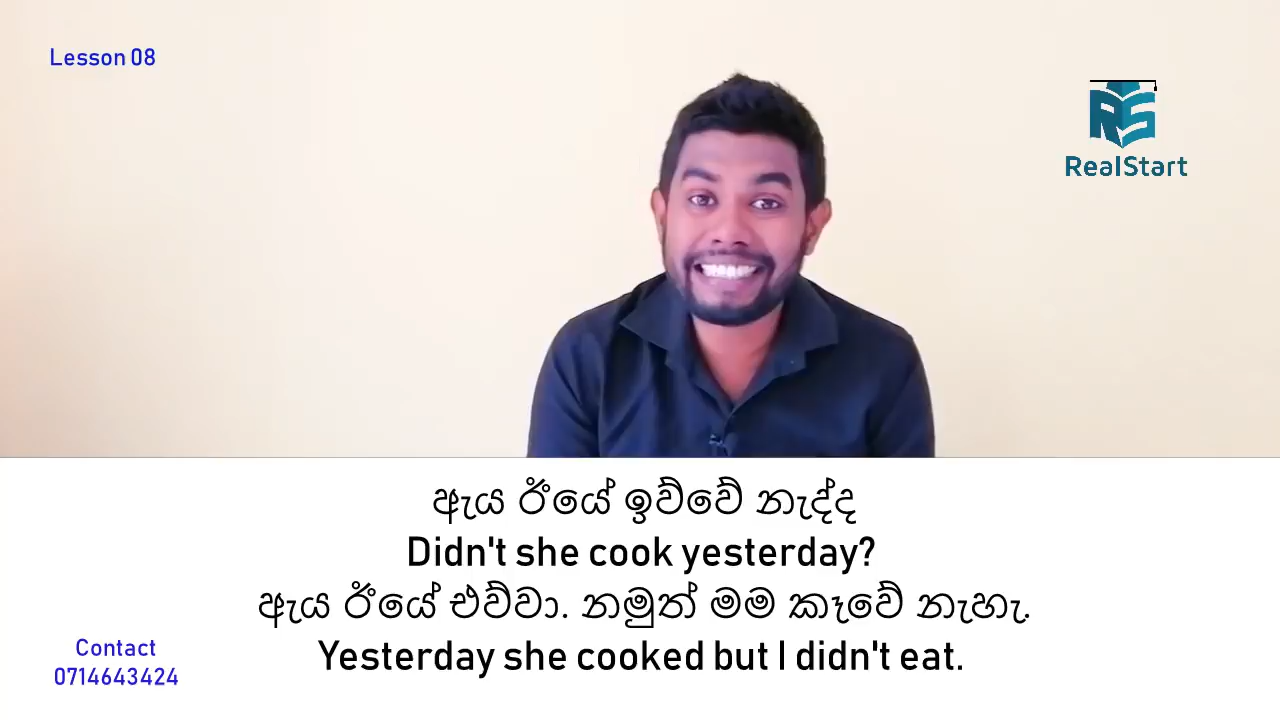 Lesson 08
RS
RealStart
ඇය ඊයේ ඉව්වේ නැද්ද
Didn't she cook yesterday?
ඇය ඊයේ එව්වා. නමුත් මම කෑවේ නැහැ.
Yesterday she cooked but I didn't eat.
Contact
0714643424